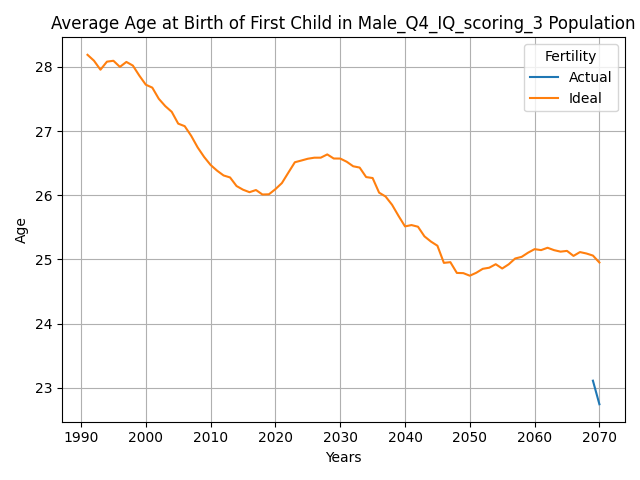 Average Age at Birth of First Child in Male_Q4_IQ_scoring_3 Population
Fertility
Actual
Ideal
Age
28
27
26
25
24
23
1990 2000 2010 2020 2030 2040 2050 2060 2070
Years